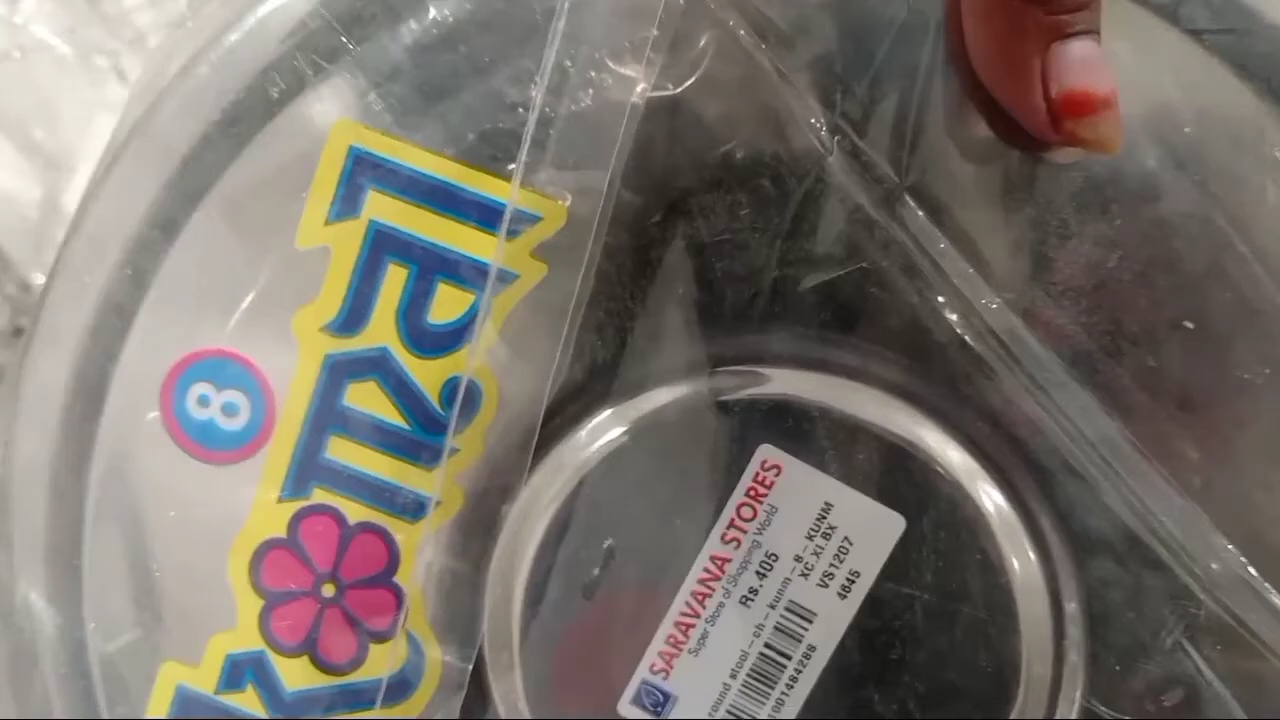 8
SARAVANA STORES
Super Store of Shopping World
Rs.405
round stool-ch-kunm-8-KUNM
XC.XI.BX
VS1207
4645
1001484288